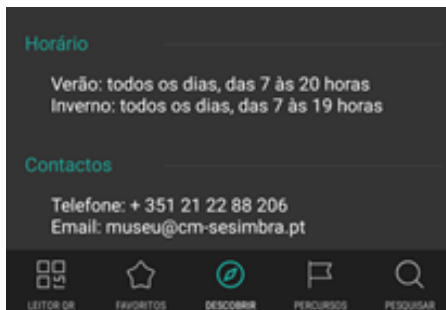 Horário
Verão: todos os dias, das 7 às 20 horas
Inverno: todos os dias, das 7 às 19 horas
Contactos
Telefone: + 351 21 22 88 206
Email: museu@cm-sesimbra.pt
LEITOR QR FAVORITOS DESCOBRIR PERCURSOS PESQUISAR